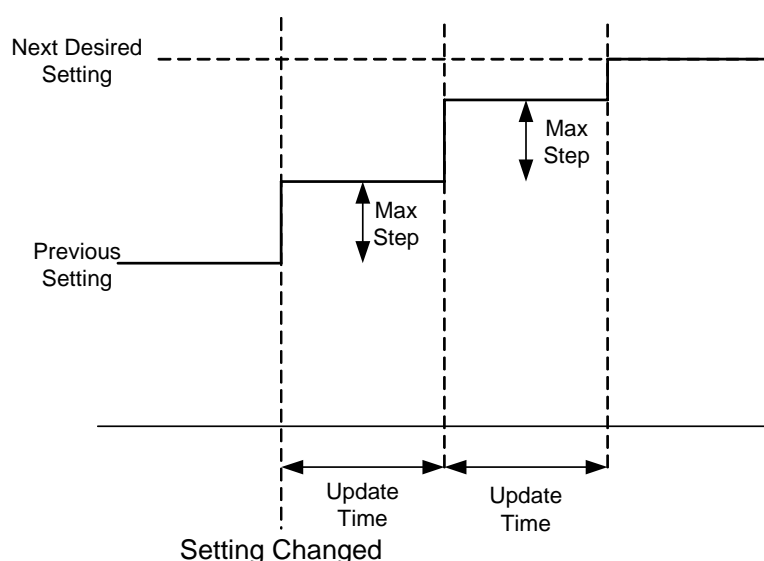 Next Desired
Setting
Max
Step
Max
Step
Previous
Setting
Update
Time
Update
Time
Setting Changed